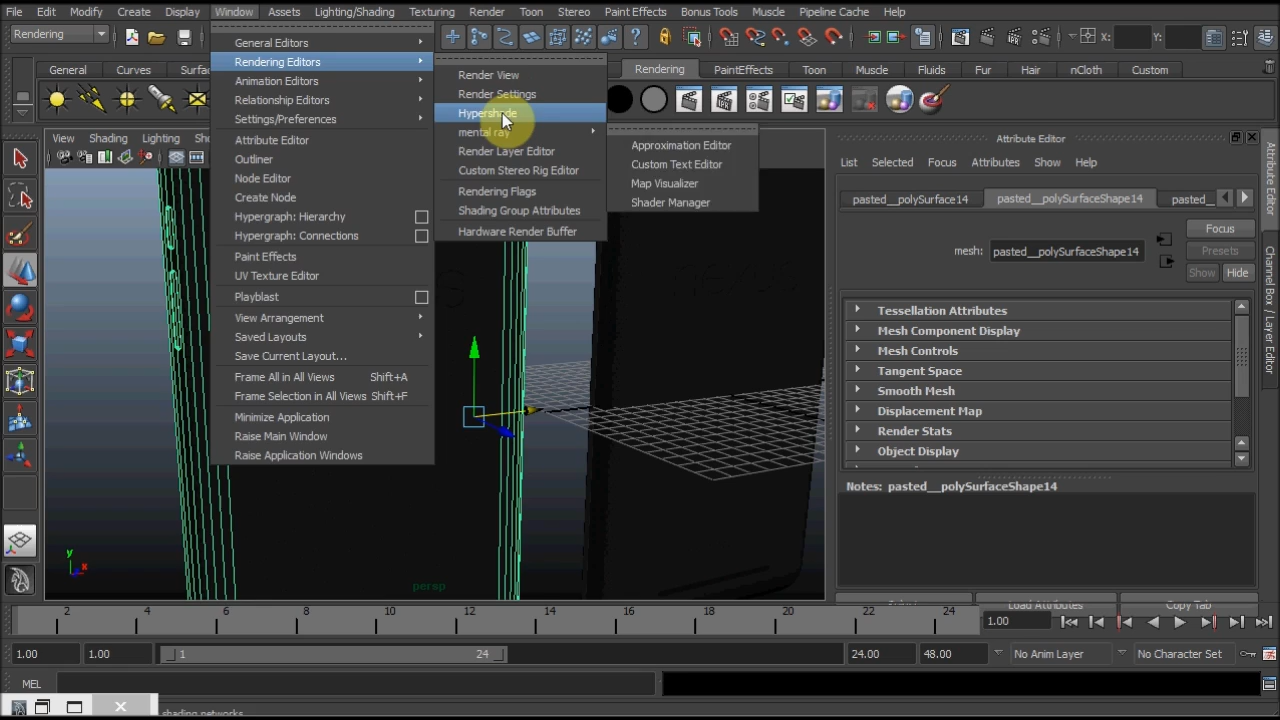 File Edit Modify Create Display Window Assets Lighting/Shading Texturing Render Toon Stereo Paint Effects Bonus Tools Muscle Pipeline Cache Help
Rendering
X: Y:
General Curves Rendering PaintEffects Toon Muscle Fluids Fur Hair nCloth Custom
View Shading Lighting
General Editors
Rendering Editors
Animation Editors
Relationship Editors
Settings/Preferences
Attribute Editor
Outliner
Node Editor
Create Node
Hypergraph: Hierarchy
Hypergraph: Connections
Paint Effects
UV Texture Editor
Playblast
View Arrangement
Saved Layouts
Save Current Layout...
Frame All in All Views Shift+A
Frame Selection in All Views Shift+F
Minimize Application
Raise Main Window
Raise Application Windows
Render View
Render Settings
Hypershade
mental ray
Render Layer Editor
Custom Stereo Rig Editor
Rendering Flags
Shading Group Attributes
Hardware Render Buffer
Approximation Editor
Custom Text Editor
Map Visualizer
Shader Manager
persp
y
x
Attribute Editor
List Selected Focus Attributes Show Help
pasted__polySurface14 pasted__polySurfaceShape14 pasted__
Focus
mesh: pasted__polySurfaceShape14
Presets
Show Hide
Tessellation Attributes
Mesh Component Display
Mesh Controls
Tangent Space
Smooth Mesh
Displacement Map
Render Stats
Object Display
Notes: pasted__polySurfaceShape14
Load Attributes Copy Tab
Attribute Editor
Channel Box / Layer Editor
2 4 6 8 10 12 14 16 18 20 22 24
1.00
1.00 1.00 1 24 24.00 48.00 No Anim Layer No Character Set
MEL
shading networks